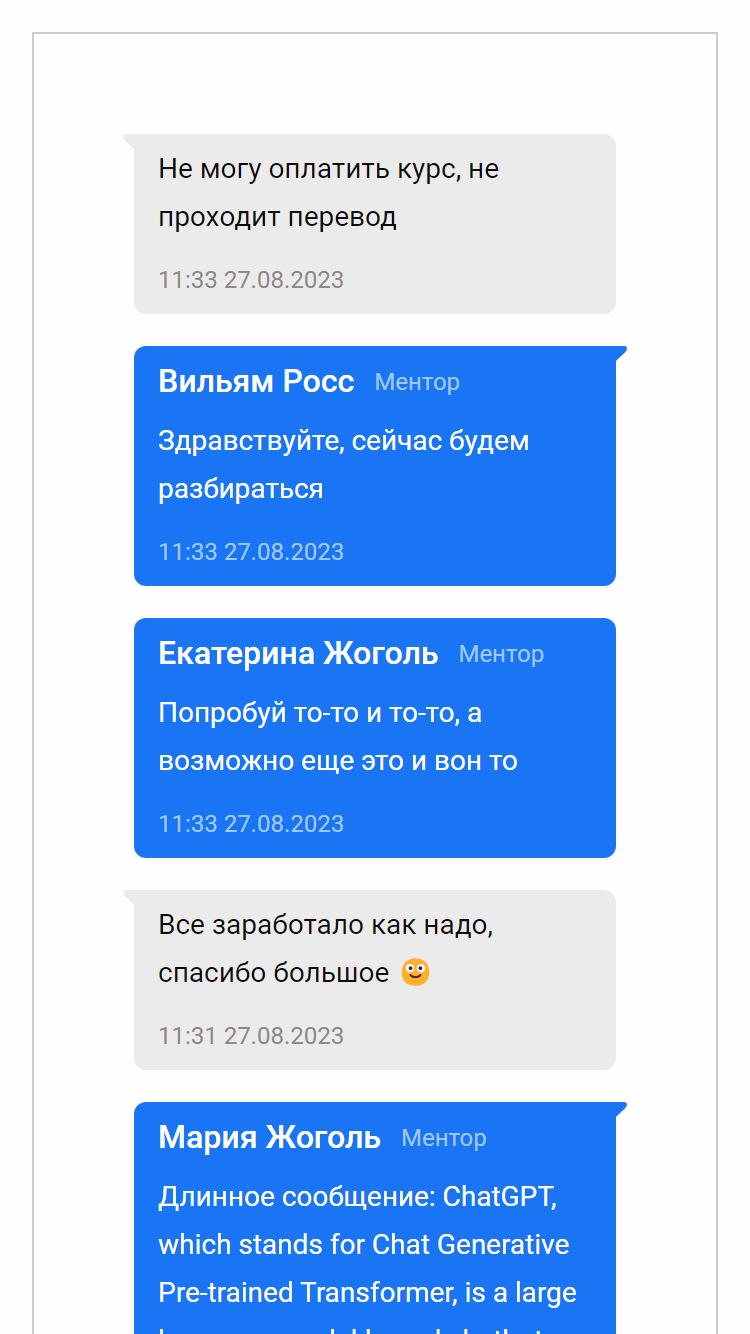 Не могу оплатить курс, не
проходит перевод
11:33 27.08.2023
Вильям Росс Ментор
Здравствуйте, сейчас будем
разбираться
11:33 27.08.2023
Екатерина Жоголь Ментор
Попробуй то-то и то-то, а
возможно еще это и вон то
11:33 27.08.2023
Все заработало как надо,
спасибо большое
11:31 27.08.2023
Мария Жоголь Ментор
Длинное сообщение: ChatGPT,
which stands for Chat Generative
Pre-trained Transformer, is a large